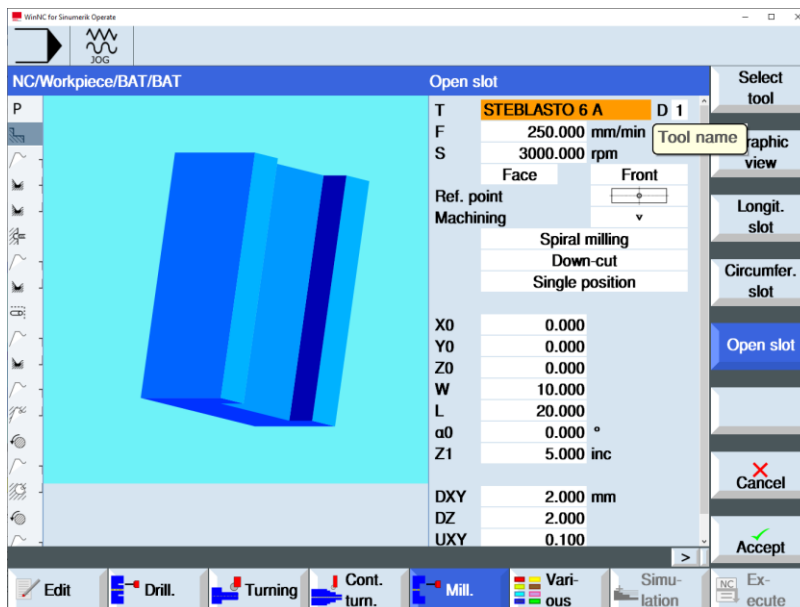 WinNC for Sinumerik Operate
JOG
NC/Workpiece/BAT/BAT
Open slot
Select
tool
P
T STEBLASTO 6 A D 1
F 250.000 mm/min
Tool name
raphic
view
S 3000.000 rpm
Face Front
Ref. point
Machining v
Longit.
slot
Spiral milling
Down-cut
Single position
Circumfer.
slot
X0 0.000
Y0 0.000
Open slot
Z0 0.000
W 10.000
L 20.000
α0 0.000 °
Z1 5.000 inc
Cancel
DXY 2.000 mm
DZ 2.000
UXY 0.100
Accept
>
Edit
Drill.
Turning
Cont.
turn.
Mill.
Vari-
ous
Simu-
lation
NC
Ex-
ecute